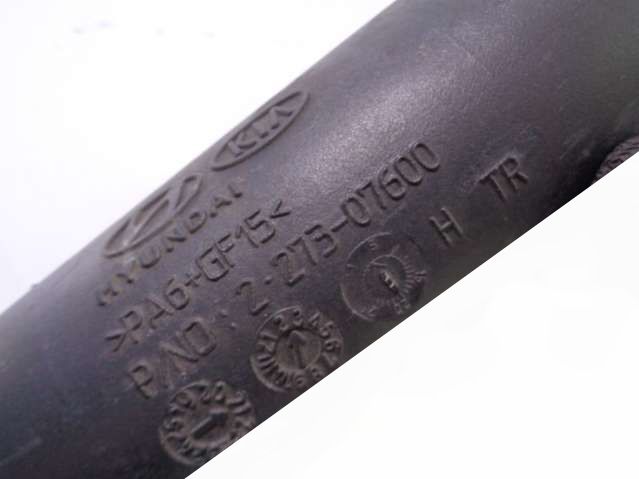 KIA
HYUNDAI
>PA6+GF15<
P/NO : 2-273-07600
H TR